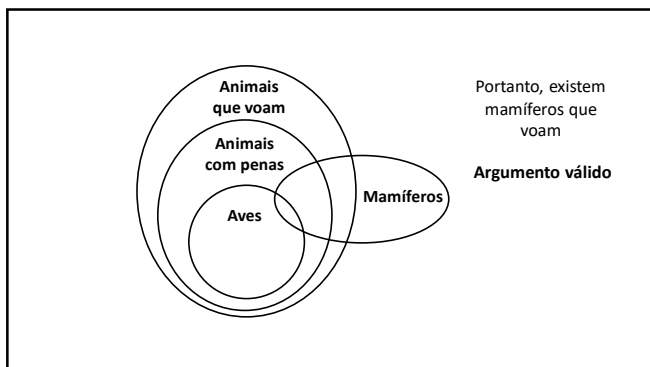 Animais
que voam
Animais
com penas
Aves
Mamíferos
Portanto, existem
mamíferos que
voam
Argumento válido